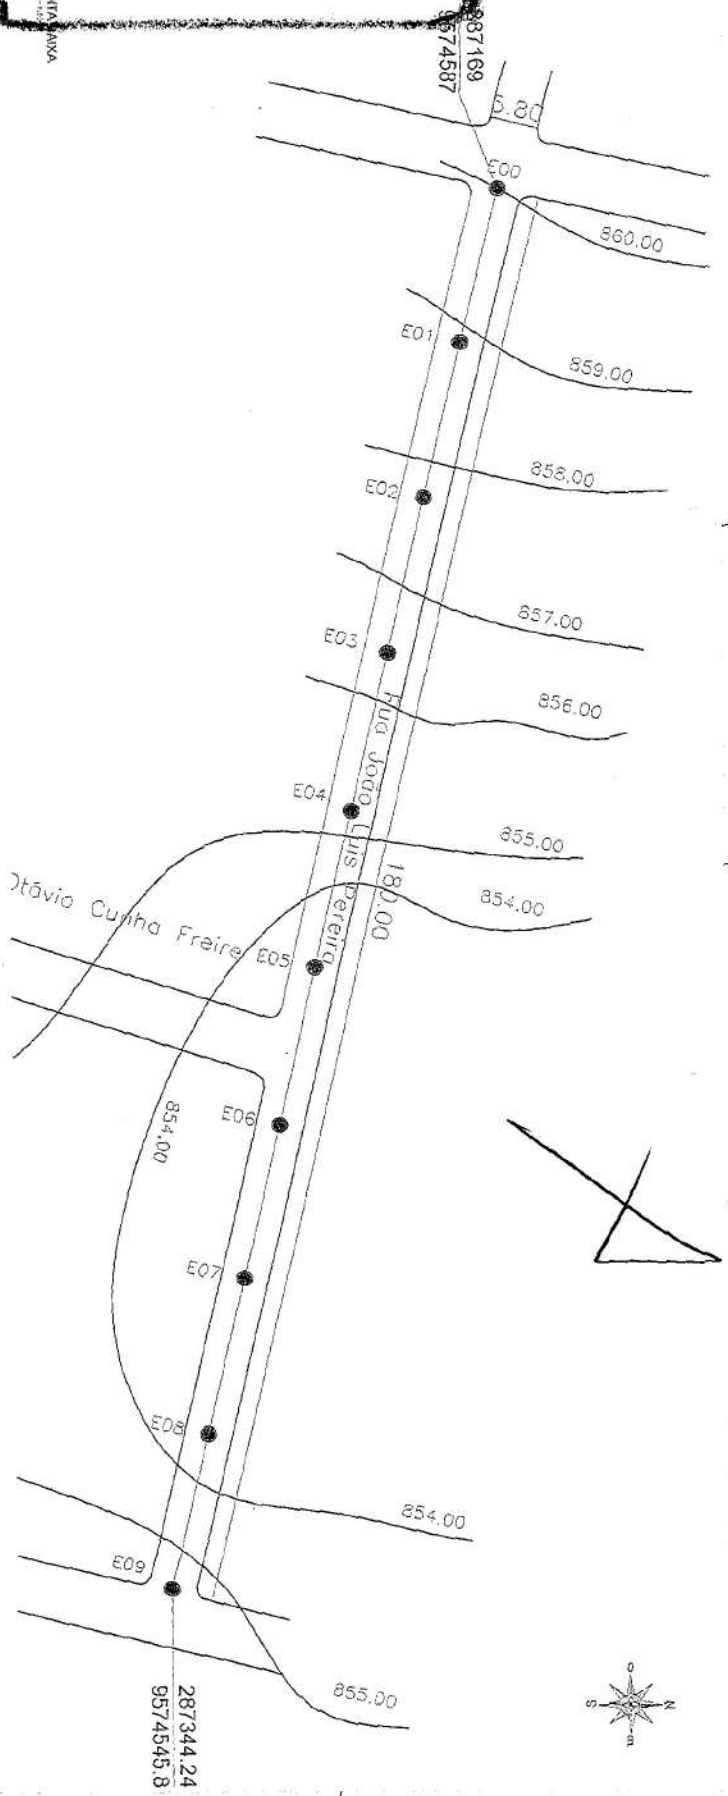 NTA BAIXA
287169
9574587
6.80
E00
860.00
E01
859.00
858.00
E02
857.00
E03
856.00
Rua João Luis Pereira
E04
855.00
180.00
854.00
Otávio Cunha Freire
E05
854.00
E06
E07
E08
854.00
E09
855.00
287344.24
9574545.8
O
S
N
m